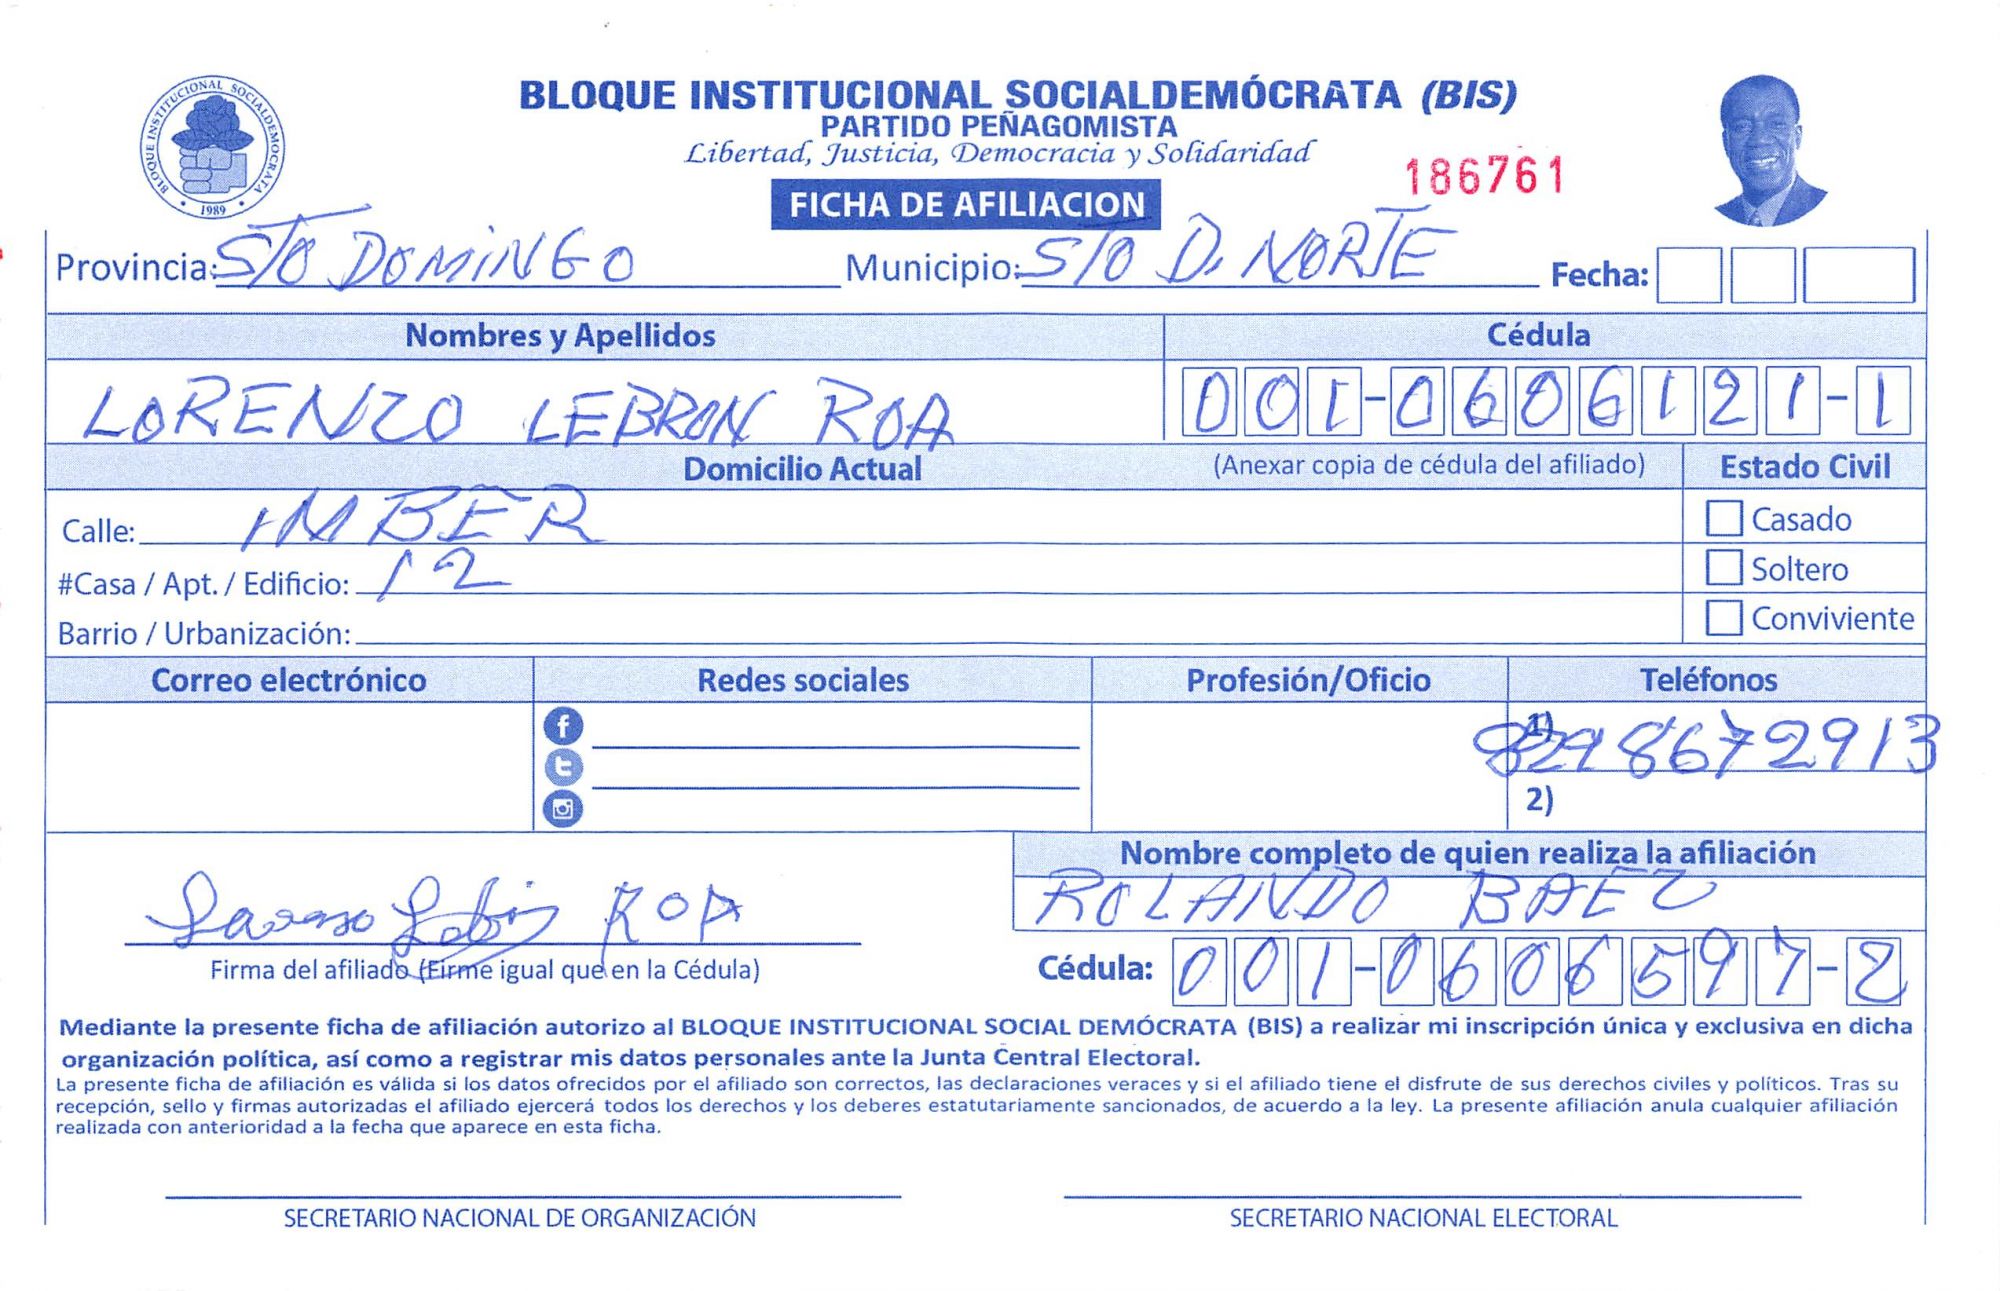 BLOQUE INSTITUCIONAL SOCIALDEMOCRATA
1989
BLOQUE INSTITUCIONAL SOCIALDEMÓCRATA (BIS)
PARTIDO PEÑAGOMISTA
Libertad, Justicia, Democracia y Solidaridad
186761
FICHA DE AFILIACION
Provincia: STO DOMINGO Municipio: STO D. NORTE Fecha:
Nombres y Apellidos Cédula
LORENZO LEBRON ROA 001-0606121-1
Domicilio Actual (Anexar copia de cédula del afiliado) Estado Civil
Calle: IMBER Casado
#Casa / Apt. / Edificio: 12 Soltero
Barrio / Urbanización: Conviviente
Correo electrónico Redes sociales Profesión/Oficio Teléfonos
1) 8298672913
2)
Nombre completo de quien realiza la afiliación
ROLANDO BAEZ
ROA
Firma del afiliado (Firme igual que en la Cédula) Cédula: 001-0606597-2
Mediante la presente ficha de afiliación autorizo al BLOQUE INSTITUCIONAL SOCIAL DEMÓCRATA (BIS) a realizar mi inscripción única y exclusiva en dicha
organización política, así como a registrar mis datos personales ante la Junta Central Electoral.
La presente ficha de afiliación es válida si los datos ofrecidos por el afiliado son correctos, las declaraciones veraces y si el afiliado tiene el disfrute de sus derechos civiles y políticos. Tras su
recepción, sello y firmas autorizadas el afiliado ejercerá todos los derechos y los deberes estatutariamente sancionados, de acuerdo a la ley. La presente afiliación anula cualquier afiliación
realizada con anterioridad a la fecha que aparece en esta ficha.
SECRETARIO NACIONAL DE ORGANIZACIÓN SECRETARIO NACIONAL ELECTORAL